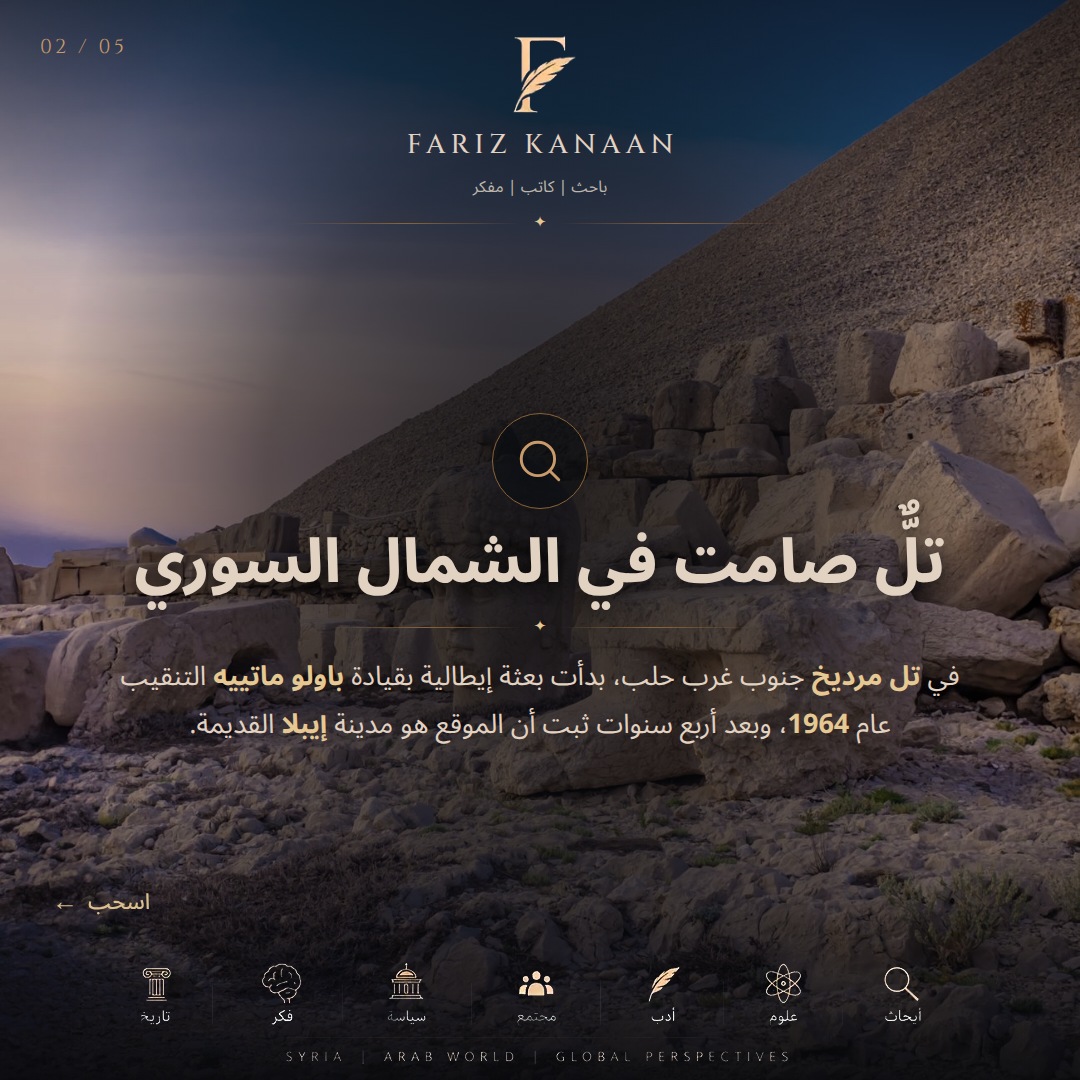 02 / 05
FARIZ KANAAN
باحث | كاتب | مفكر
تلٌّ صامت في الشمال السوري
في تل مرديخ جنوب غرب حلب، بدأت بعثة إيطالية بقيادة باولو ماتييه التنقيب
عام 1964، وبعد أربع سنوات ثبت أن الموقع هو مدينة إيبلا القديمة.
اسحب ←
أبحاث
علوم
أدب
مجتمع
سياسة
فكر
تاريخ
SYRIA | ARAB WORLD | GLOBAL PERSPECTIVES